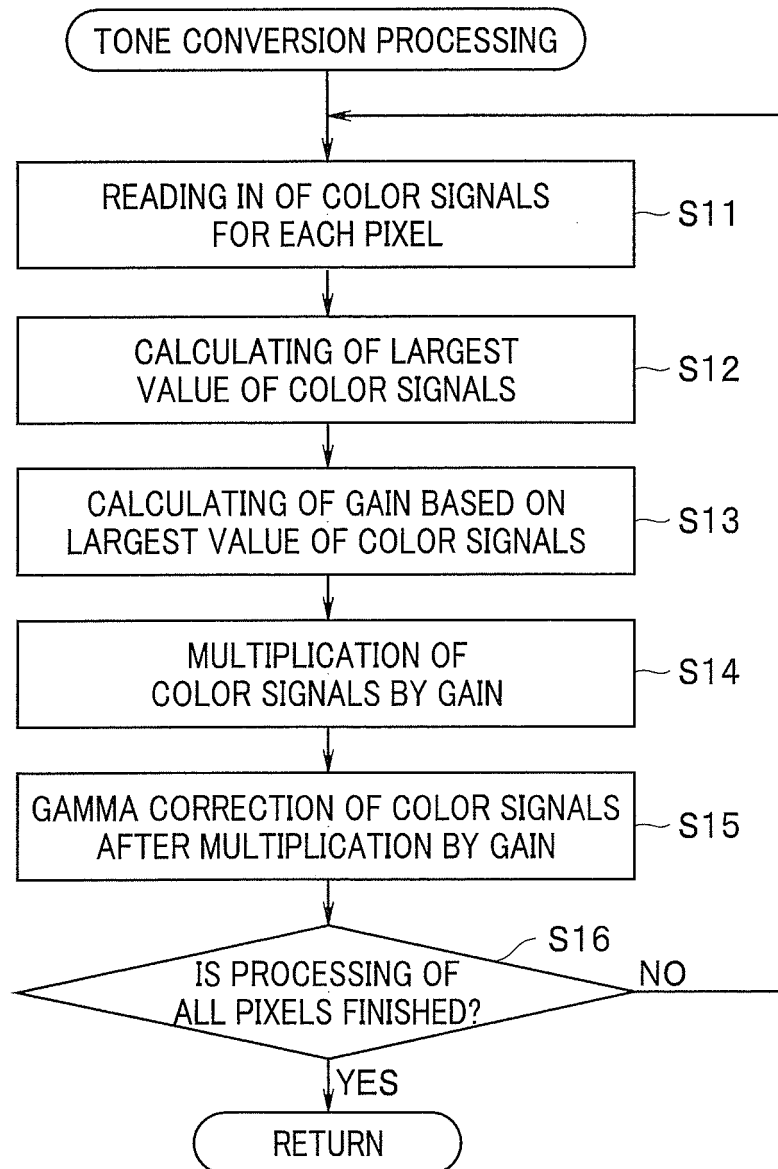 TONE CONVERSION PROCESSING
READING IN OF COLOR SIGNALS
FOR EACH PIXEL
S11
CALCULATING OF LARGEST
VALUE OF COLOR SIGNALS
S12
CALCULATING OF GAIN BASED ON
LARGEST VALUE OF COLOR SIGNALS
S13
MULTIPLICATION OF
COLOR SIGNALS BY GAIN
S14
GAMMA CORRECTION OF COLOR SIGNALS
AFTER MULTIPLICATION BY GAIN
S15
S16
IS PROCESSING OF
ALL PIXELS FINISHED?
NO
YES
RETURN